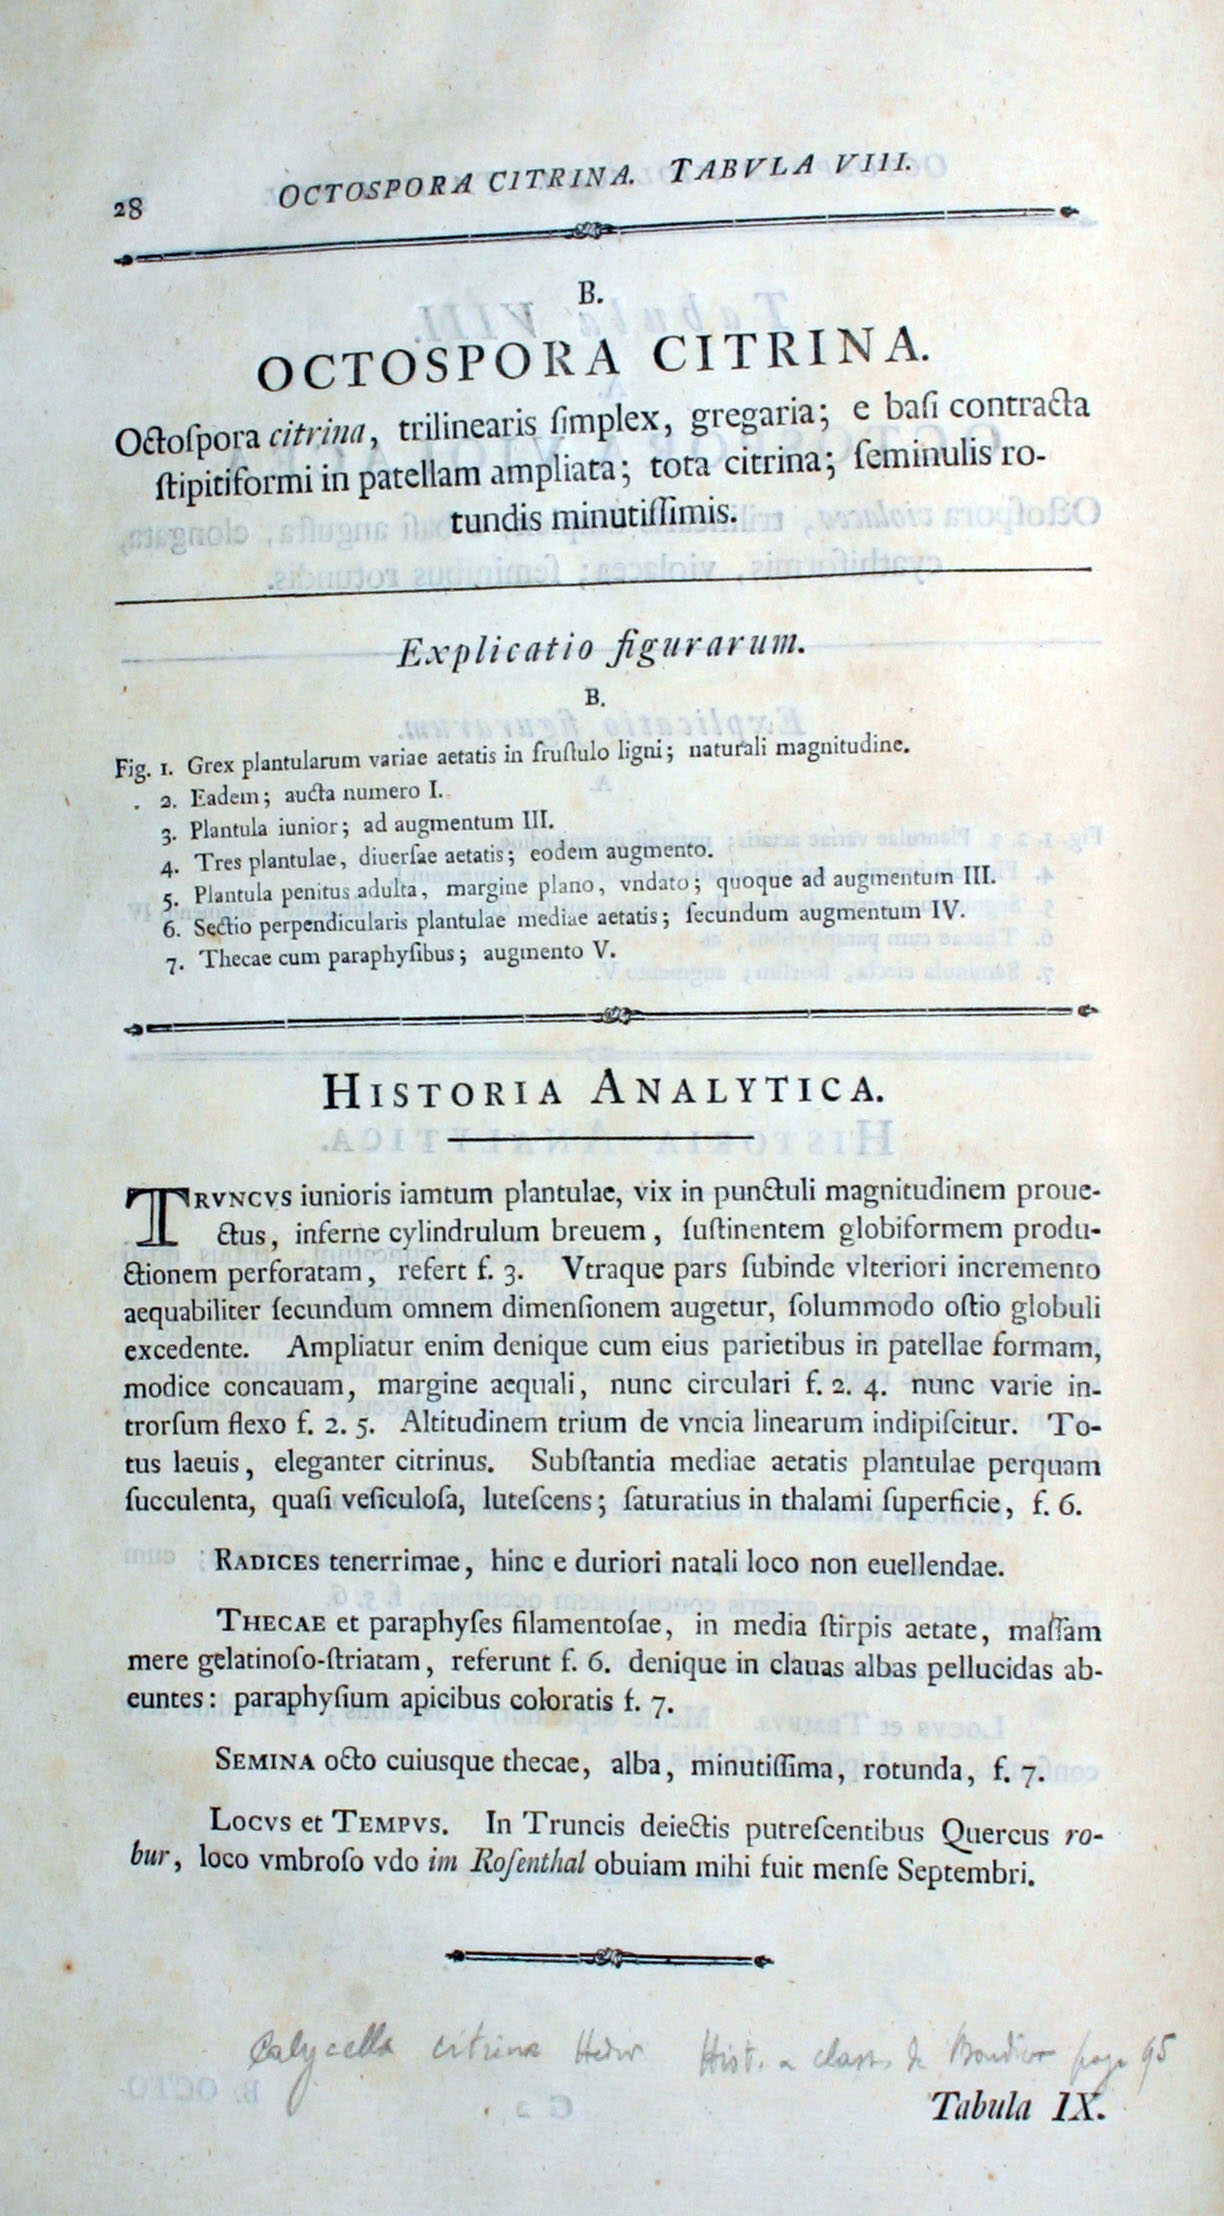 28 OCTOSPORA CITRINA. TABVLA VIII.
B.
OCTOSPORA CITRINA.
Octoſpora citrina, trilinearis ſimplex, gregaria; e baſi contracta
ſtipitiformi in patellam ampliata; tota citrina; ſeminulis ro-
tundis minutiſſimis.
Explicatio figurarum.
B.
Fig. 1. Grex plantularum variae aetatis in fruſtulo ligni; naturali magnitudine.
. 2. Eadem; aucta numero I.
3. Plantula iunior; ad augmentum III.
4. Tres plantulae, diuerſae aetatis; eodem augmento.
5. Plantula penitus adulta, margine plano, vndato; quoque ad augmentum III.
6. Sectio perpendicularis plantulae mediae aetatis; ſecundum augmentum IV.
7. Thecae cum paraphyſibus; augmento V.
HISTORIA ANALYTICA.
TRVNCVS iunioris iamtum plantulae, vix in punctuli magnitudinem proue-
ctus, inferne cylindrulum breuem, ſuſtinentem globiformem produ-
ctionem perforatam, refert f. 3. Vtraque pars ſubinde vlteriori incremento
aequabiliter ſecundum omnem dimenſionem augetur, ſolummodo oſtio globuli
excedente. Ampliatur enim denique cum eius parietibus in patellae formam,
modice concauam, margine aequali, nunc circulari f. 2. 4. nunc varie in-
trorſum flexo f. 2. 5. Altitudinem trium de vncia linearum indipiſcitur. To-
tus laeuis, eleganter citrinus. Subſtantia mediae aetatis plantulae perquam
ſucculenta, quaſi veſiculoſa, luteſcens; ſaturatius in thalami ſuperficie, f. 6.
RADICES tenerrimae, hinc e duriori natali loco non euellendae.
THECAE et paraphyſes filamentoſae, in media ſtirpis aetate, maſſam
mere gelatinoſo-ſtriatam, referunt f. 6. denique in clauas albas pellucidas ab-
euntes: paraphyſium apicibus coloratis f. 7.
SEMINA octo cuiusque thecae, alba, minutiſſima, rotunda, f. 7.
LOCVS et TEMPVS. In Truncis deiectis putreſcentibus Quercus ro-
bur, loco vmbroſo vdo im Roſenthal obuiam mihi fuit menſe Septembri.
Calycella citrina Hedw Hist. class. de Boudier page 95
Tabula IX.